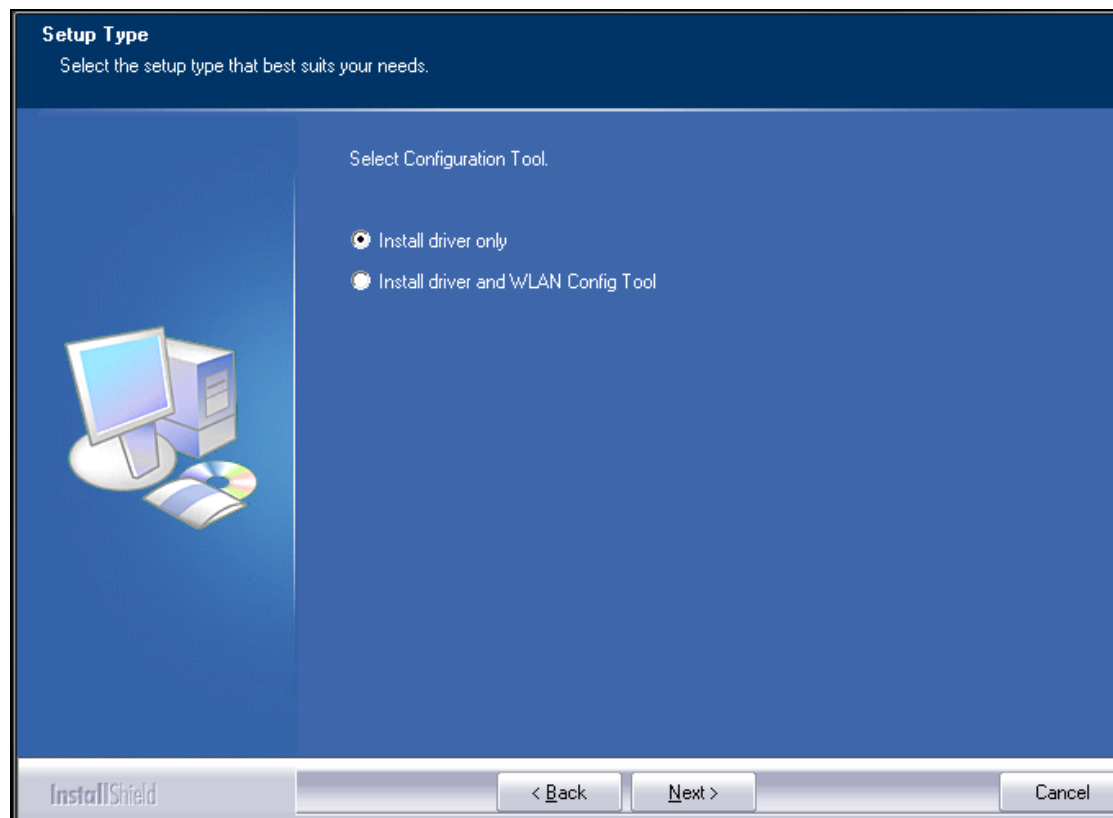 Setup Type
Select the setup type that best suits your needs.
Select Configuration Tool.
Install driver only
Install driver and WLAN Config Tool
InstallShield
< Back
Next >
Cancel